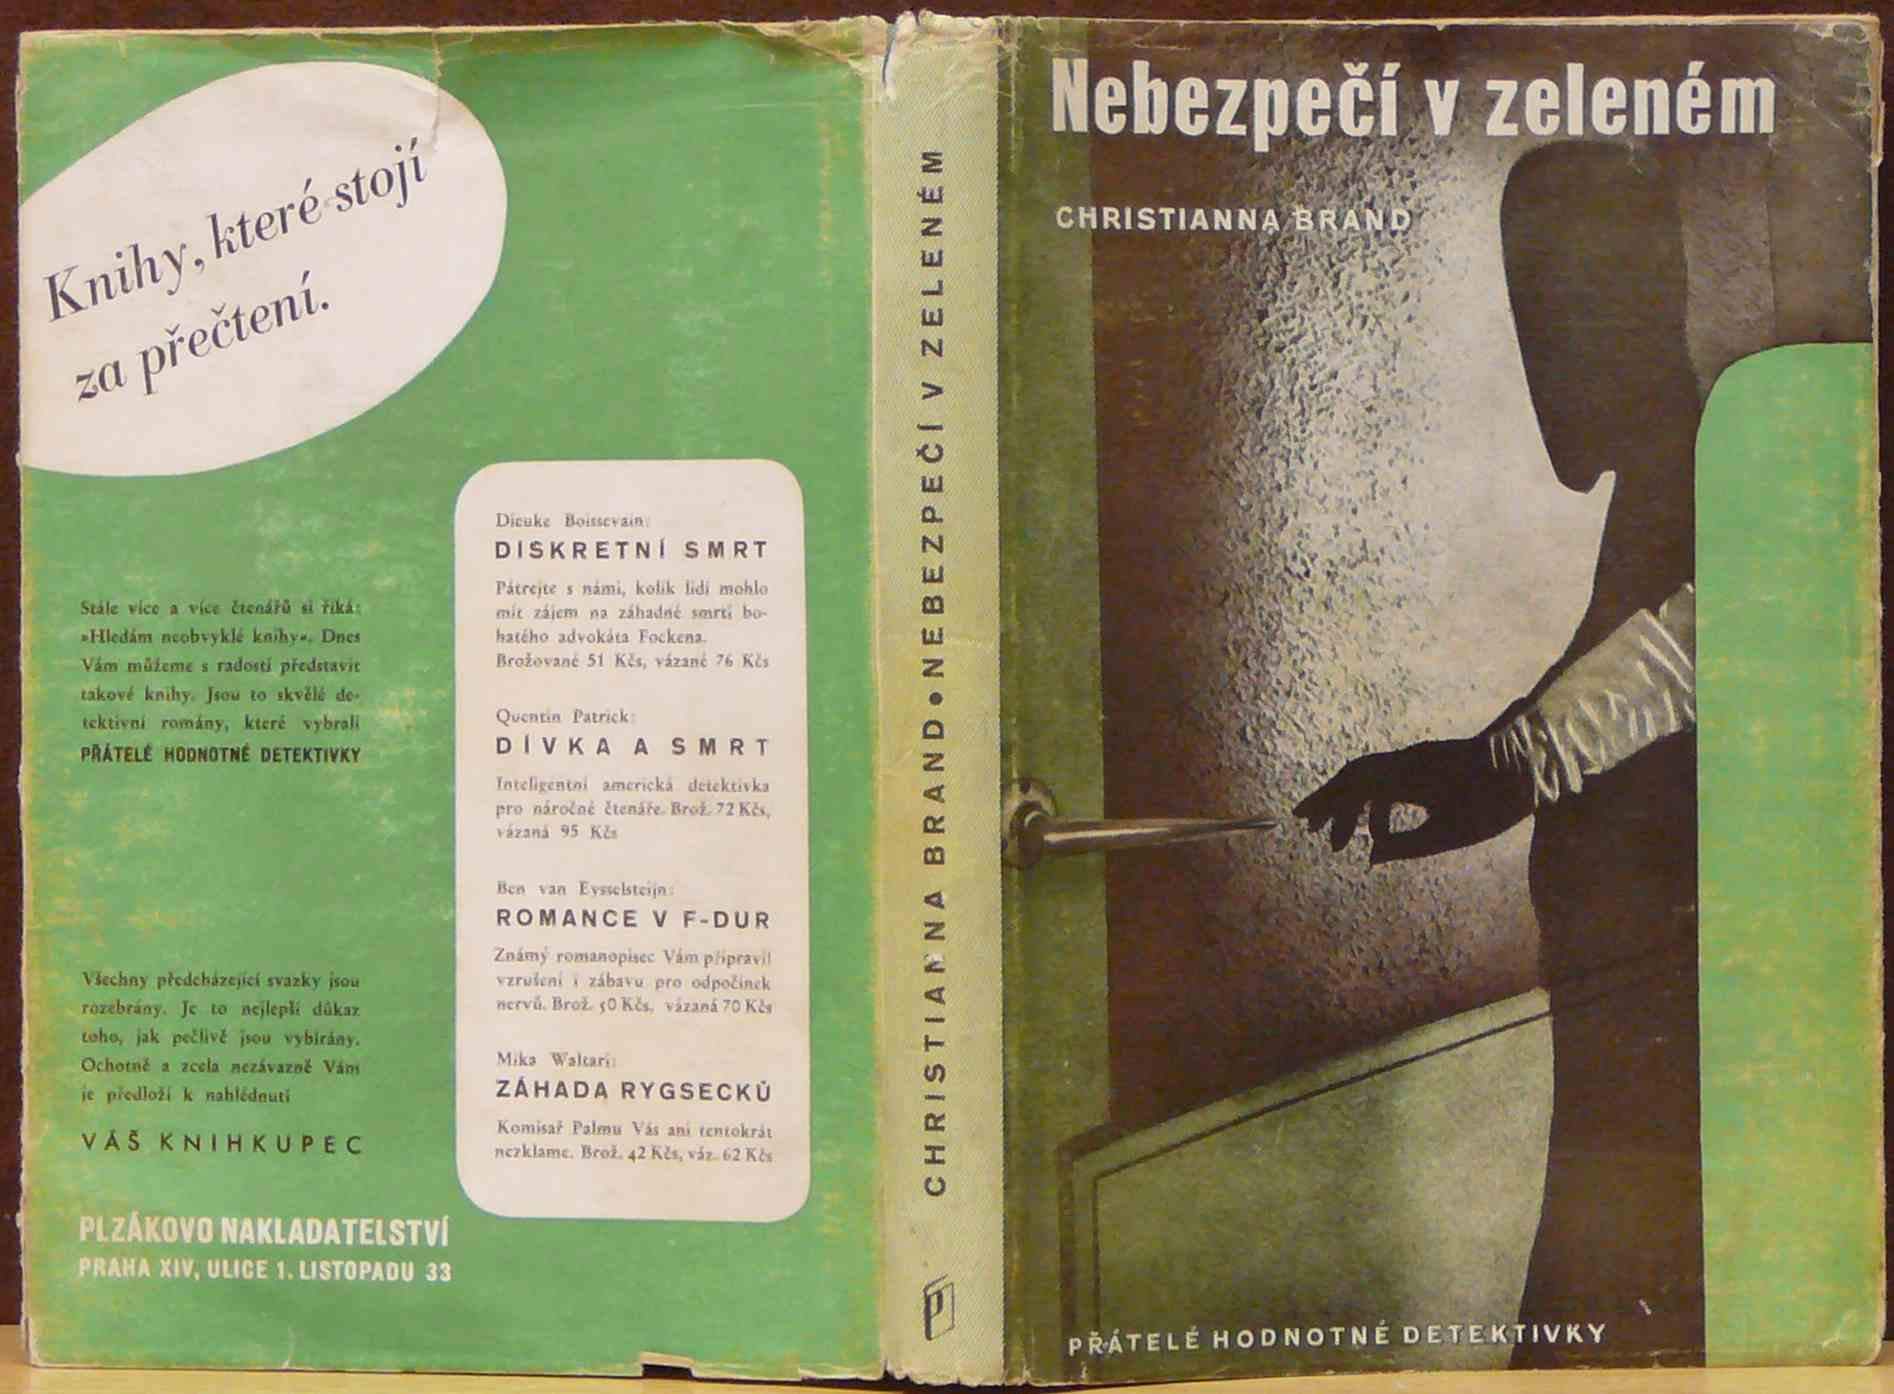 Knihy, které stojí
za přečtení.
Stále více a více čtenářů si říká:
»Hledám neobvyklé knihy«. Dnes
Vám můžeme s radostí představit
takové knihy. Jsou to skvělé de-
tektivní romány, které vybrali
PŘÁTELÉ HODNOTNÉ DETEKTIVKY
Všechny předcházející svazky jsou
rozebrány. Je to nejlepší důkaz
toho, jak pečlivě jsou vybírány.
Ochotně a zcela nezávazně Vám
je předloží k nahlédnutí
VÁŠ KNIHKUPEC
PLZÁKOVO NAKLADATELSTVÍ
PRAHA XIV, ULICE 1. LISTOPADU 33
Dieuke Boissevain:
DISKRETNÍ SMRT
Pátrejte s námi, kolik lidí mohlo
mít zájem na záhadné smrti bo-
hatého advokáta Fockena.
Brožované 51 Kčs, vázané 76 Kčs
Quentin Patrick:
DÍVKA A SMRT
Inteligentní americká detektivka
pro náročné čtenáře. Brož. 72 Kčs,
vázaná 95 Kčs
Ben van Eysselsteijn:
ROMANCE V F-DUR
Známý romanopisec Vám připravil
vzrušení i zábavu pro odpočinek
nervů. Brož. 50 Kčs, vázaná 70 Kčs
Mika Waltari:
ZÁHADA RYGSECKŮ
Komisař Palmu Vás ani tentokrát
nezklame. Brož. 42 Kčs, váz. 62 Kčs
CHRISTIANNA BRAND • NEBEZPEČÍ V ZELENÉM
P
Nebezpečí v zeleném
CHRISTIANNA BRAND
PŘÁTELÉ HODNOTNÉ DETEKTIVKY